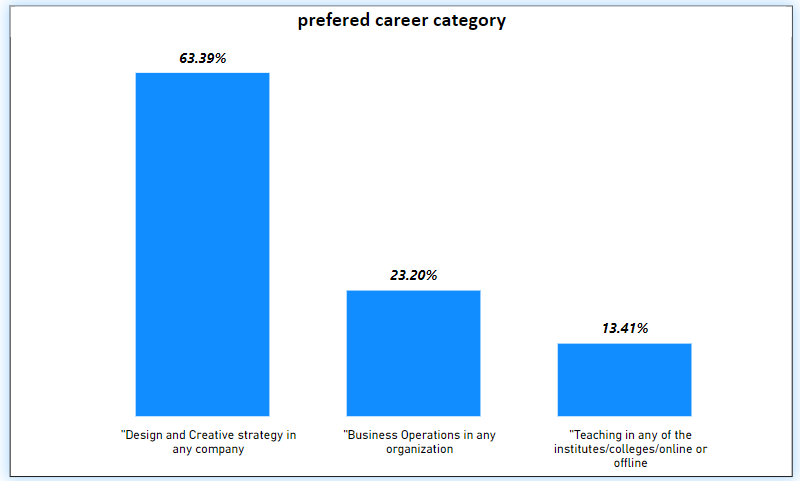 prefered career category
63.39%
23.20%
13.41%
"Design and Creative strategy in
any company
"Business Operations in any
organization
"Teaching in any of the
institutes/colleges/online or
offline